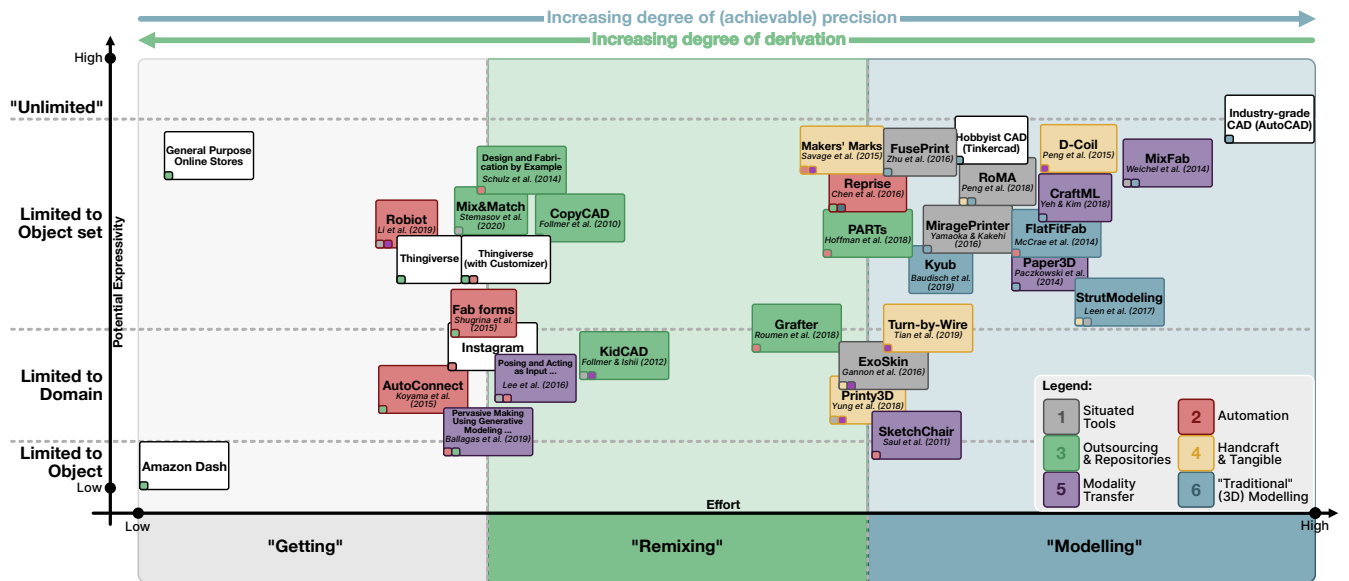 Increasing degree of (achievable) precision
Increasing degree of derivation
High
"Unlimited"
Limited to
Object set
Limited to
Domain
Limited to
Object
Low
Potential Expressivity
General Purpose
Online Stores
Design and Fabri-
cation by Example
Schulz et al. (2014)
Robiot
Li et al. (2019)
Mix&Match
Stemasov et al.
(2020)
CopyCAD
Follmer et al. (2010)
Thingiverse
Thingiverse
(with Customizer)
Fab forms
Shugrina et al.
(2015)
Instagram
Posing and Acting
as Input ...
Lee et al. (2016)
KidCAD
Follmer & Ishii (2012)
AutoConnect
Koyama et al.
(2015)
Pervasive Making
Using Generative
Modeling ...
Ballagas et al. (2019)
Amazon Dash
Makers' Marks
Savage et al. (2015)
FusePrint
Zhu et al. (2016)
Hobbyist CAD
(Tinkercad)
D-Coil
Peng et al. (2015)
MixFab
Weichel et al. (2014)
Industry-grade
CAD (AutoCAD)
Reprise
Chen et al. (2016)
RoMA
Peng et al. (2018)
CraftML
Yeh & Kim (2018)
PARTs
Hoffman et al. (2018)
MiragePrinter
Yamaoka & Kakehi
(2016)
FlatFitFab
McCrae et al. (2014)
Kyub
Baudisch et al.
(2019)
Paper3D
Paczkowski et al.
(2014)
StrutModeling
Leen et al. (2017)
Grafter
Roumen et al. (2018)
Turn-by-Wire
Tian et al. (2019)
ExoSkin
Gannon et al. (2016)
Printy3D
Yung et al. (2018)
SketchChair
Saul et al. (2011)
Legend:
1 Situated
Tools
2 Automation
3 Outsourcing
& Repositories
4 Handcraft
& Tangible
5 Modality
Transfer
6 "Traditional"
(3D) Modelling
Effort
Low
High
"Getting"
"Remixing"
"Modelling"